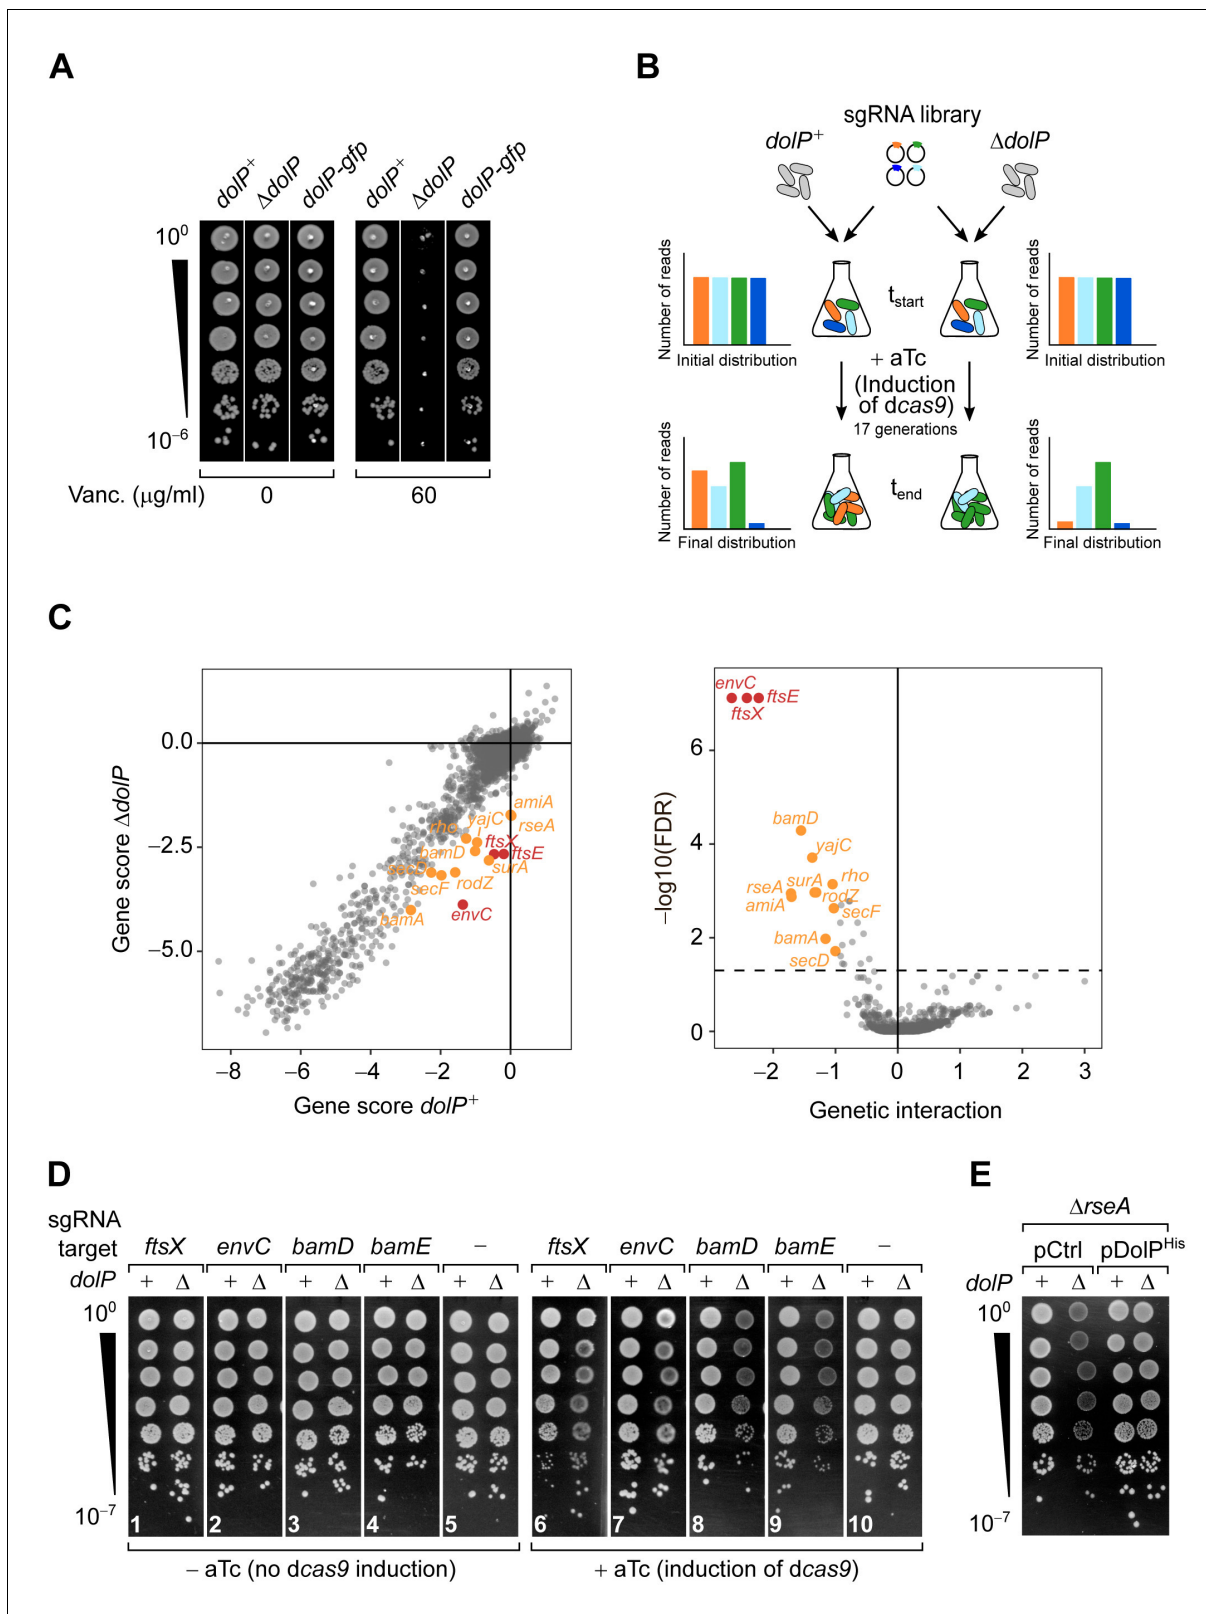 A
dolP+ ΔdolP dolP-gfp dolP+ ΔdolP dolP-gfp
10^0
10^−6
Vanc. (μg/ml) 0 60
B
sgRNA library
dolP+ ΔdolP
Number of reads
Initial distribution
t_start
Number of reads
Initial distribution
+ aTc
(Induction
of dcas9)
17 generations
Number of reads
Final distribution
t_end
Number of reads
Final distribution
C
Gene score ΔdolP
0.0
−2.5
−5.0
amiA
yajC
rseA
rho
ftsX
ftsE
bamD
surA
secD
secF
rodZ
bamA
envC
−8 −6 −4 −2 0
Gene score dolP+
−log10(FDR)
6
4
2
0
envC
ftsE
ftsX
bamD
yajC
rho
surA
rseA
rodZ
amiA
secF
bamA
secD
−2 −1 0 1 2 3
Genetic interaction
D
sgRNA
target ftsX envC bamD bamE – ftsX envC bamD bamE –
dolP + Δ + Δ + Δ + Δ + Δ + Δ + Δ + Δ + Δ + Δ
10^0
10^−7
1 2 3 4 5 6 7 8 9 10
− aTc (no dcas9 induction) + aTc (induction of dcas9)
E
ΔrseA
pCtrl pDolP^His
dolP + Δ + Δ
10^0
10^−7